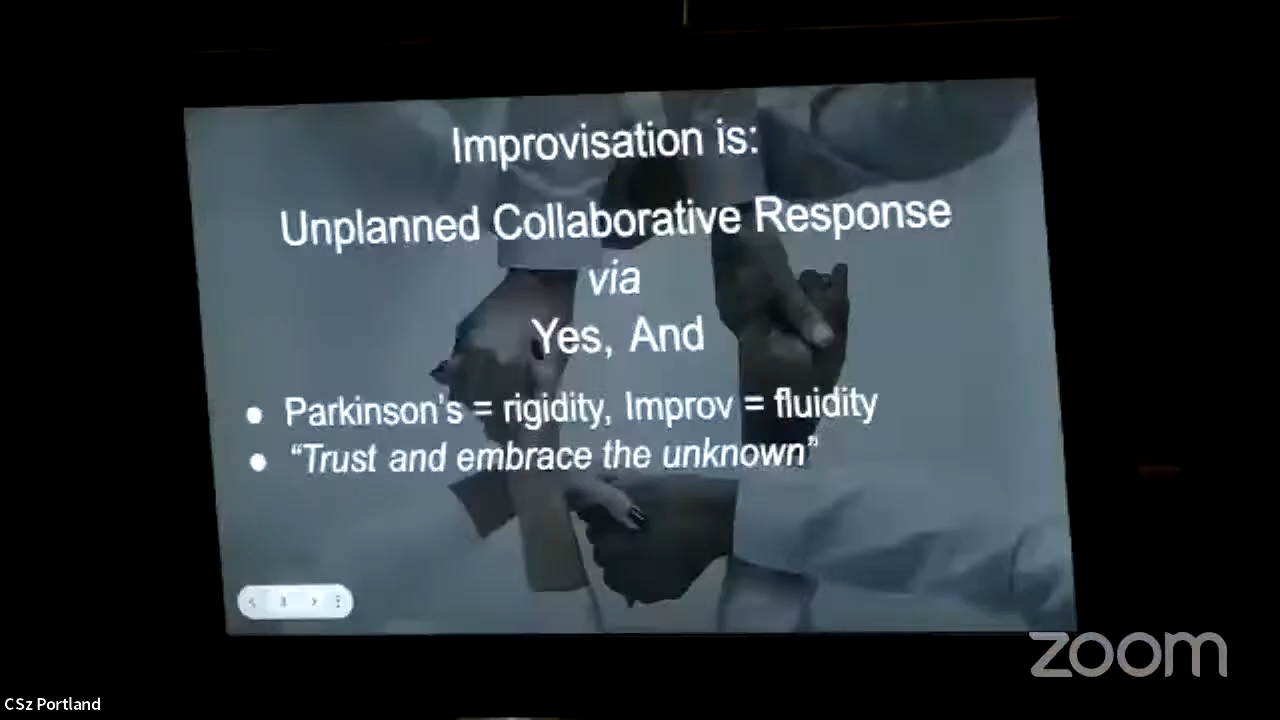 Improvisation is:
Unplanned Collaborative Response
via
Yes, And
● Parkinson's = rigidity, Improv = fluidity
● “Trust and embrace the unknown”
3
zoom
CSz Portland